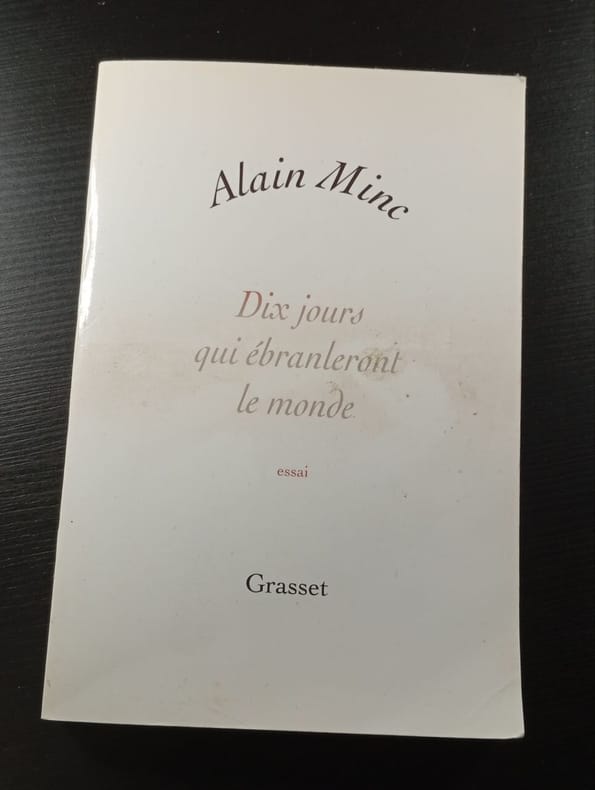 Alain Minc
Dix jours
qui ébranleront
le monde
essai
Grasset